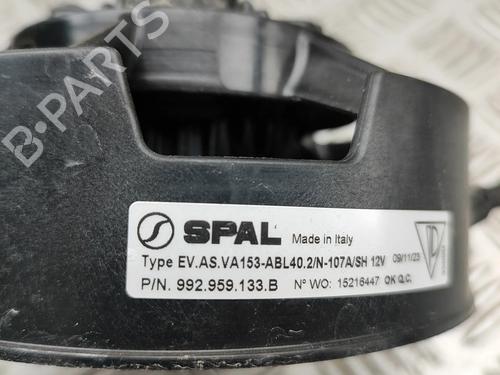 B-PARTS
SPAL Made in Italy
Type EV.AS.VA153-ABL40.2/N-107A/SH 12V 09/11/23
P/N. 992.959.133.B N° WO: 15216447 OK Q.C.